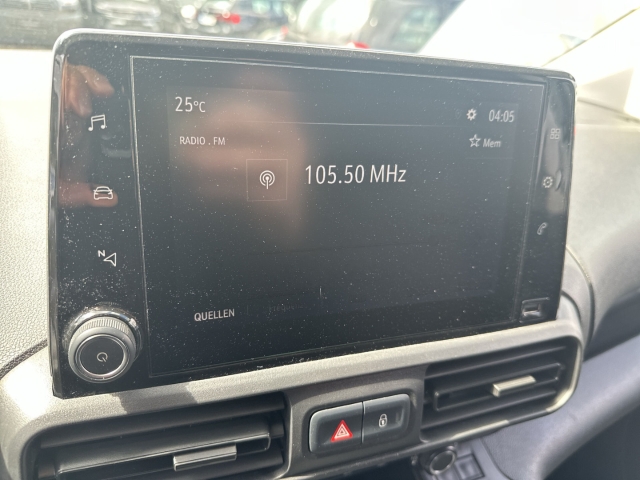 25°C
04:05
RADIO . FM
Mem
105.50 MHz
QUELLEN
N